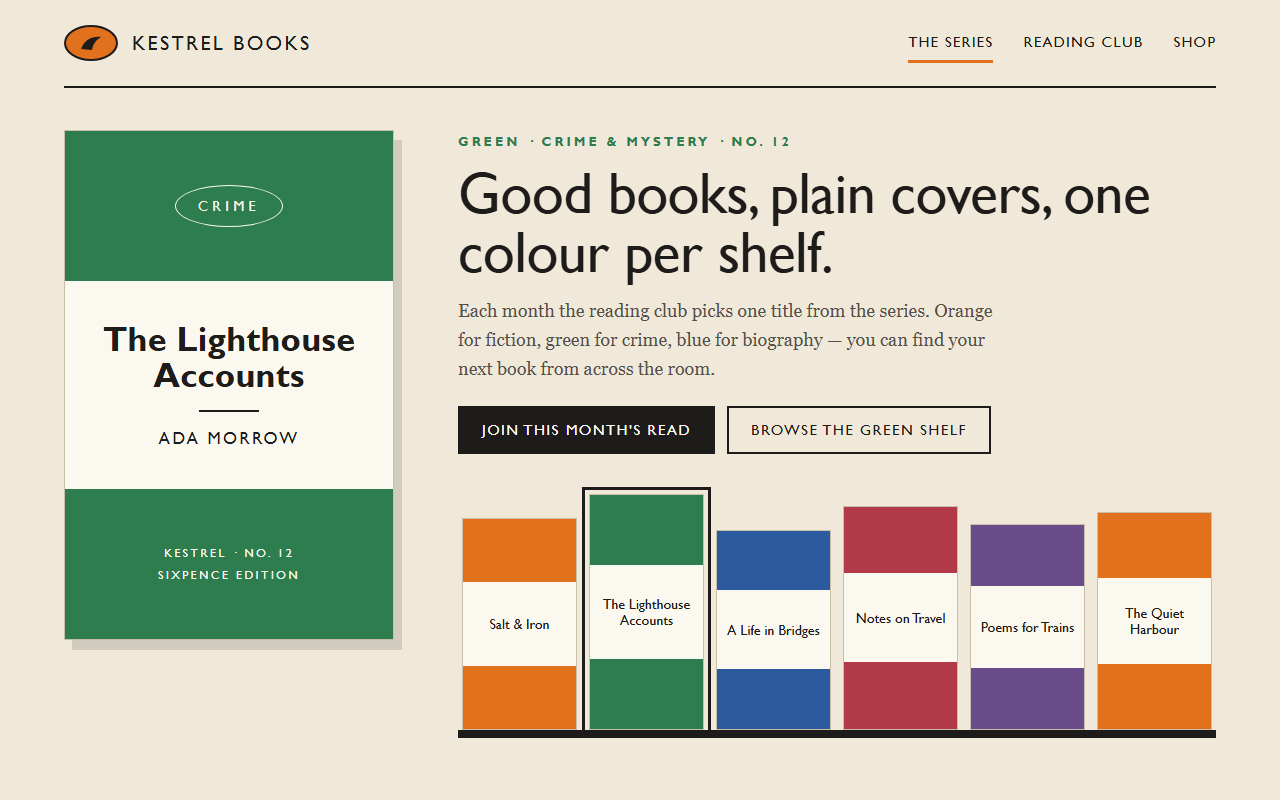 KESTREL BOOKS
THE SERIES
READING CLUB
SHOP
CRIME
The Lighthouse
Accounts
ADA MORROW
KESTREL · NO. 12
SIXPENCE EDITION
GREEN · CRIME & MYSTERY · NO. 12
Good books, plain covers, one
colour per shelf.
Each month the reading club picks one title from the series. Orange
for fiction, green for crime, blue for biography — you can find your
next book from across the room.
JOIN THIS MONTH'S READ
BROWSE THE GREEN SHELF
Salt & Iron
The Lighthouse
Accounts
A Life in Bridges
Notes on Travel
Poems for Trains
The Quiet
Harbour